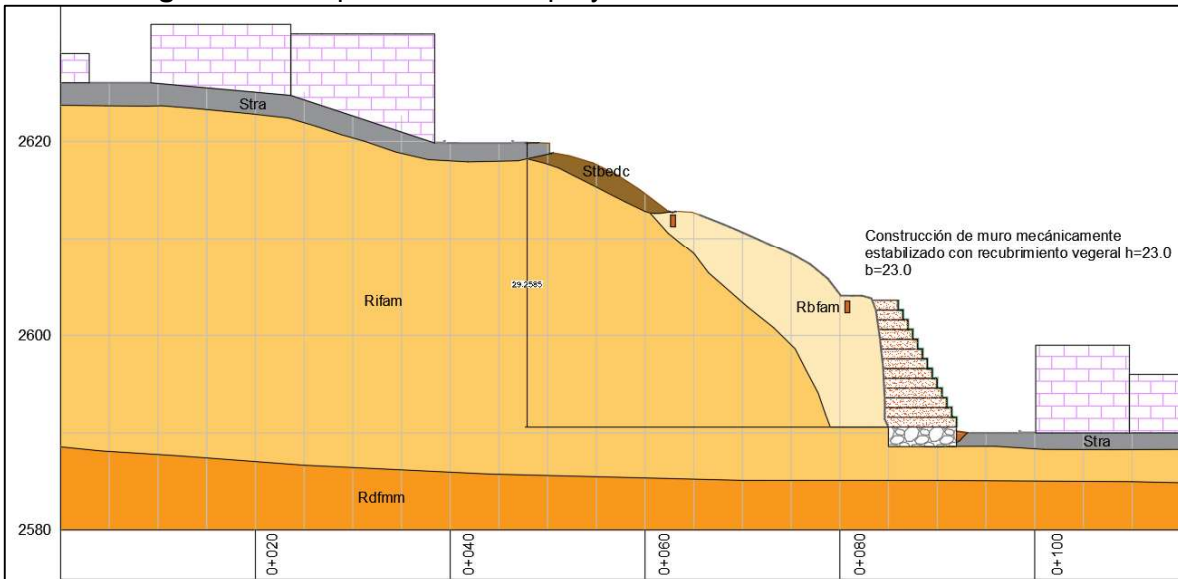 Stra
2620
Stbedc
Construcción de muro mecánicamente
estabilizado con recubrimiento vegeral h=23.0
b=23.0
29.2585
Rifam
Rbfam
2600
Stra
Rdfmm
2580
0+020
0+040
0+060
0+080
0+100